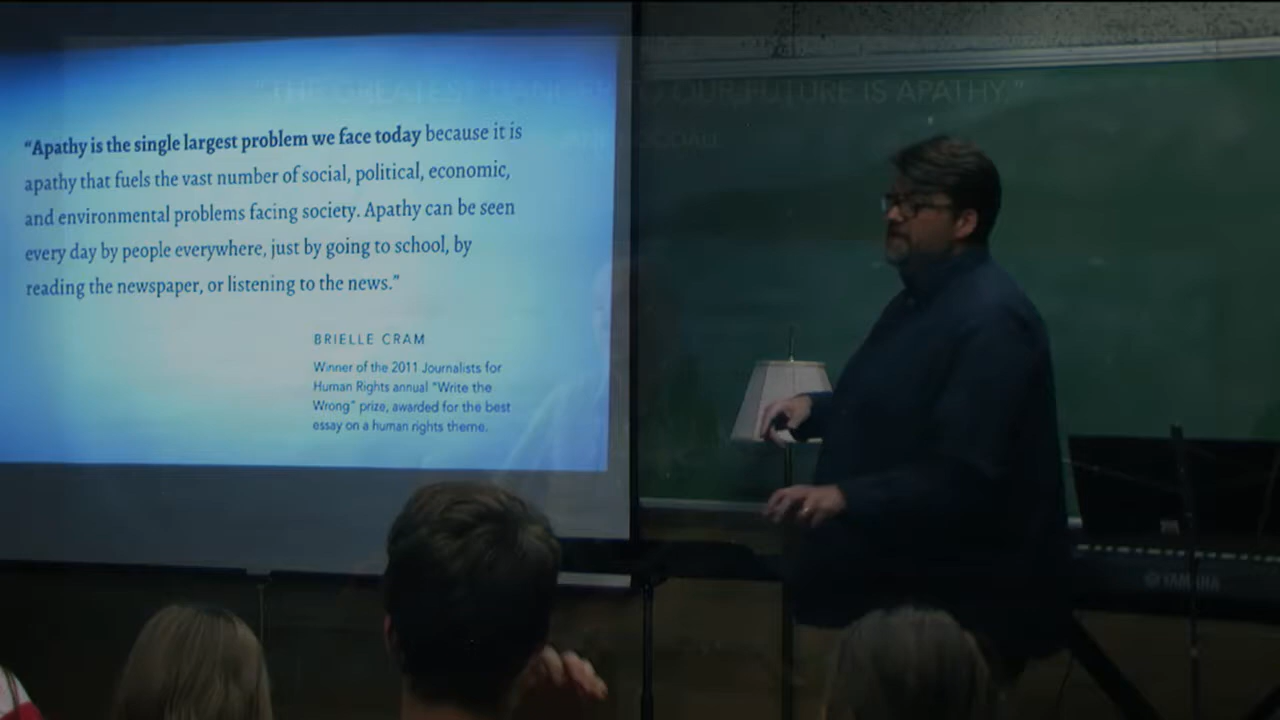 "THE GREATEST DANGER TO OUR FUTURE IS APATHY."
"Apathy is the single largest problem we face today because it is
apathy that fuels the vast number of social, political, economic,
and environmental problems facing society. Apathy can be seen
every day by people everywhere, just by going to school, by
reading the newspaper, or listening to the news."
BRIELLE CRAM
Winner of the 2011 Journalists for
Human Rights annual "Write the
Wrong" prize, awarded for the best
essay on a human rights theme.
YAMAHA